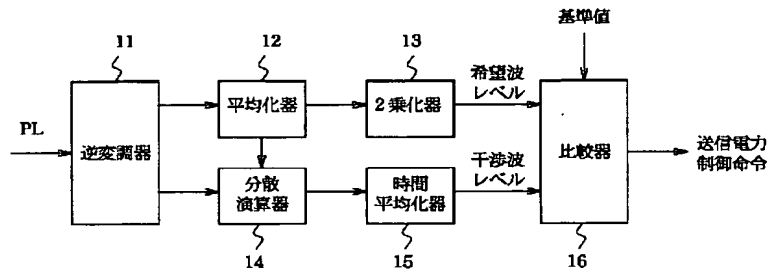 基準値
11
12
13
希望波
レベル
PL
逆変調器
平均化器
2乗化器
比較器
送信電力
制御命令
干渉波
レベル
分散
演算器
時間
平均化器
14
15
16